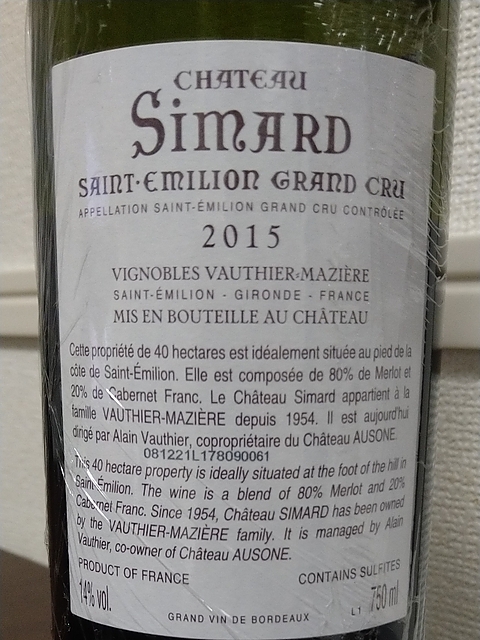 CHATEAU
SIMARD
SAINT-EMILION GRAND CRU
APPELLATION SAINT-ÉMILION GRAND CRU CONTRÔLÉE
2015
VIGNOBLES VAUTHIER-MAZIÈRE
SAINT-ÉMILION - GIRONDE - FRANCE
MIS EN BOUTEILLE AU CHÂTEAU
Cette propriété de 40 hectares est idéalement située au pied de la
côte de Saint-Émilion. Elle est composée de 80% de Merlot et
20% de Cabernet Franc. Le Château Simard appartient à la
famille VAUTHIER-MAZIÈRE depuis 1954. Il est aujourd'hui
dirigé par Alain Vauthier, copropriétaire du Château AUSONE.
081221L178090061
This 40 hectare property is ideally situated at the foot of the hill in
Saint-Émilion. The wine is a blend of 80% Merlot and 20%
Cabernet Franc. Since 1954, Château SIMARD has been owned
by the VAUTHIER-MAZIÈRE family. It is managed by Alain
Vauthier, co-owner of Château AUSONE.
PRODUCT OF FRANCE CONTAINS SULFITES
14% vol. L1 750 ml
GRAND VIN DE BORDEAUX